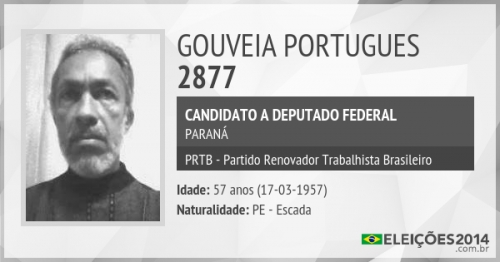 GOUVEIA PORTUGUES
2877
CANDIDATO A DEPUTADO FEDERAL
PARANÁ
PRTB - Partido Renovador Trabalhista Brasileiro
Idade: 57 anos (17-03-1957)
Naturalidade: PE - Escada
ELEIÇÕES2014
.com.br